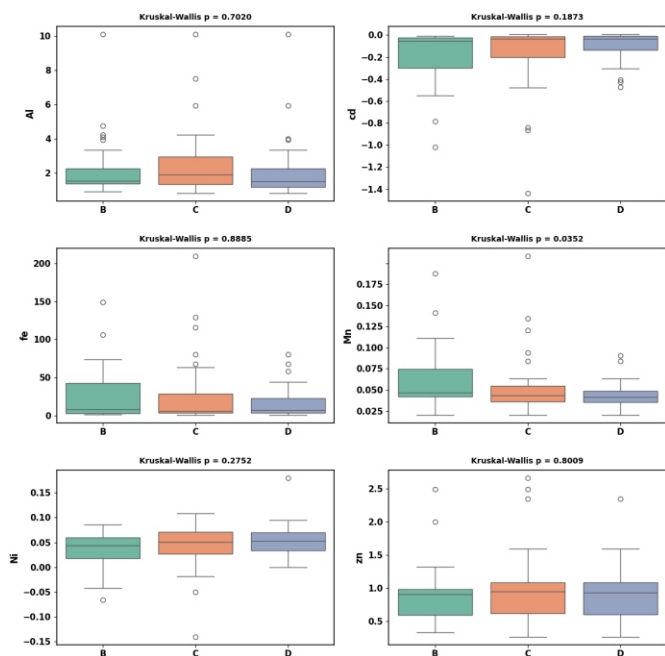 Kruskal-Wallis p = 0.7020
10
8
6
4
2
Al
B
C
D
Kruskal-Wallis p = 0.1873
0.0
−0.2
−0.4
−0.6
−0.8
−1.0
−1.2
−1.4
cd
B
C
D
Kruskal-Wallis p = 0.8885
200
150
100
50
0
fe
B
C
D
Kruskal-Wallis p = 0.0352
0.175
0.150
0.125
0.100
0.075
0.050
0.025
Mn
B
C
D
Kruskal-Wallis p = 0.2752
0.15
0.10
0.05
0.00
−0.05
−0.10
−0.15
Ni
B
C
D
Kruskal-Wallis p = 0.8009
2.5
2.0
1.5
1.0
0.5
zn
B
C
D